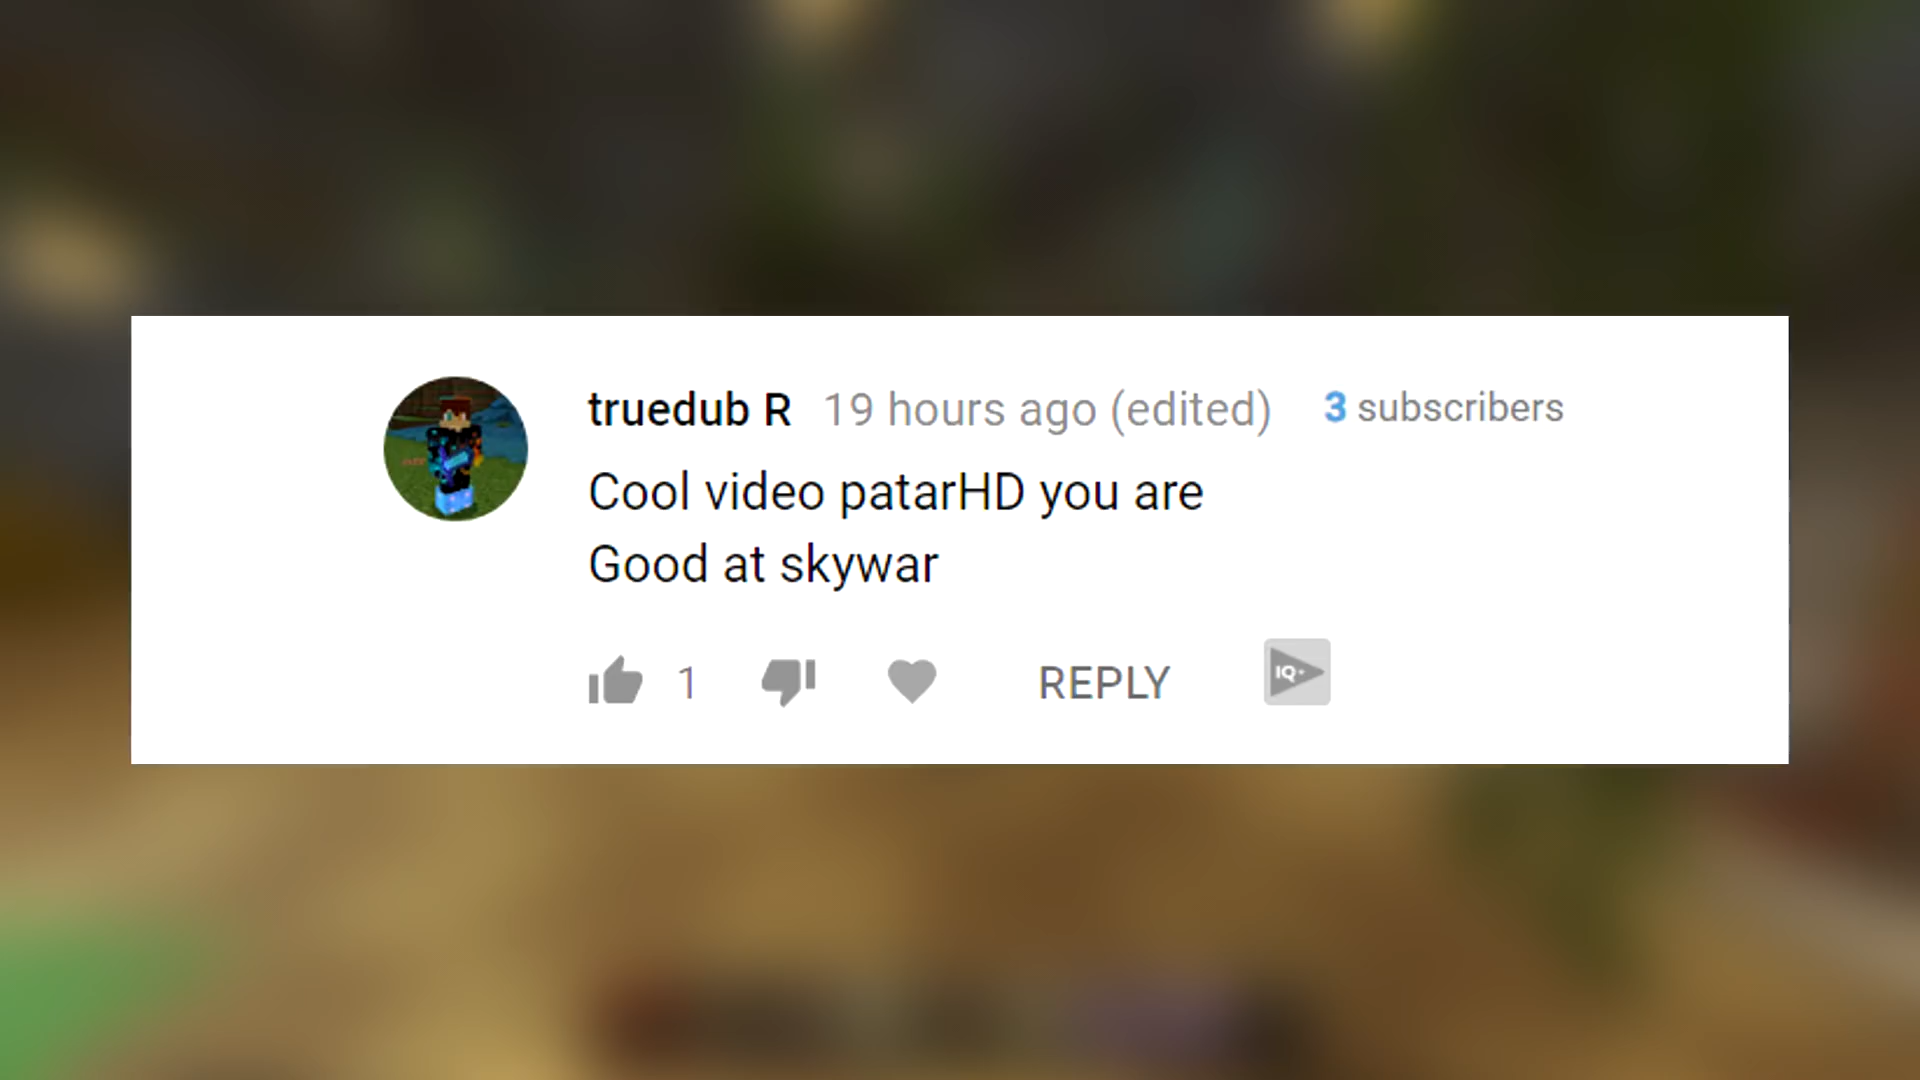 truedub R 19 hours ago (edited) 3 subscribers
Cool video patarHD you are
Good at skywar
1 REPLY IQ+